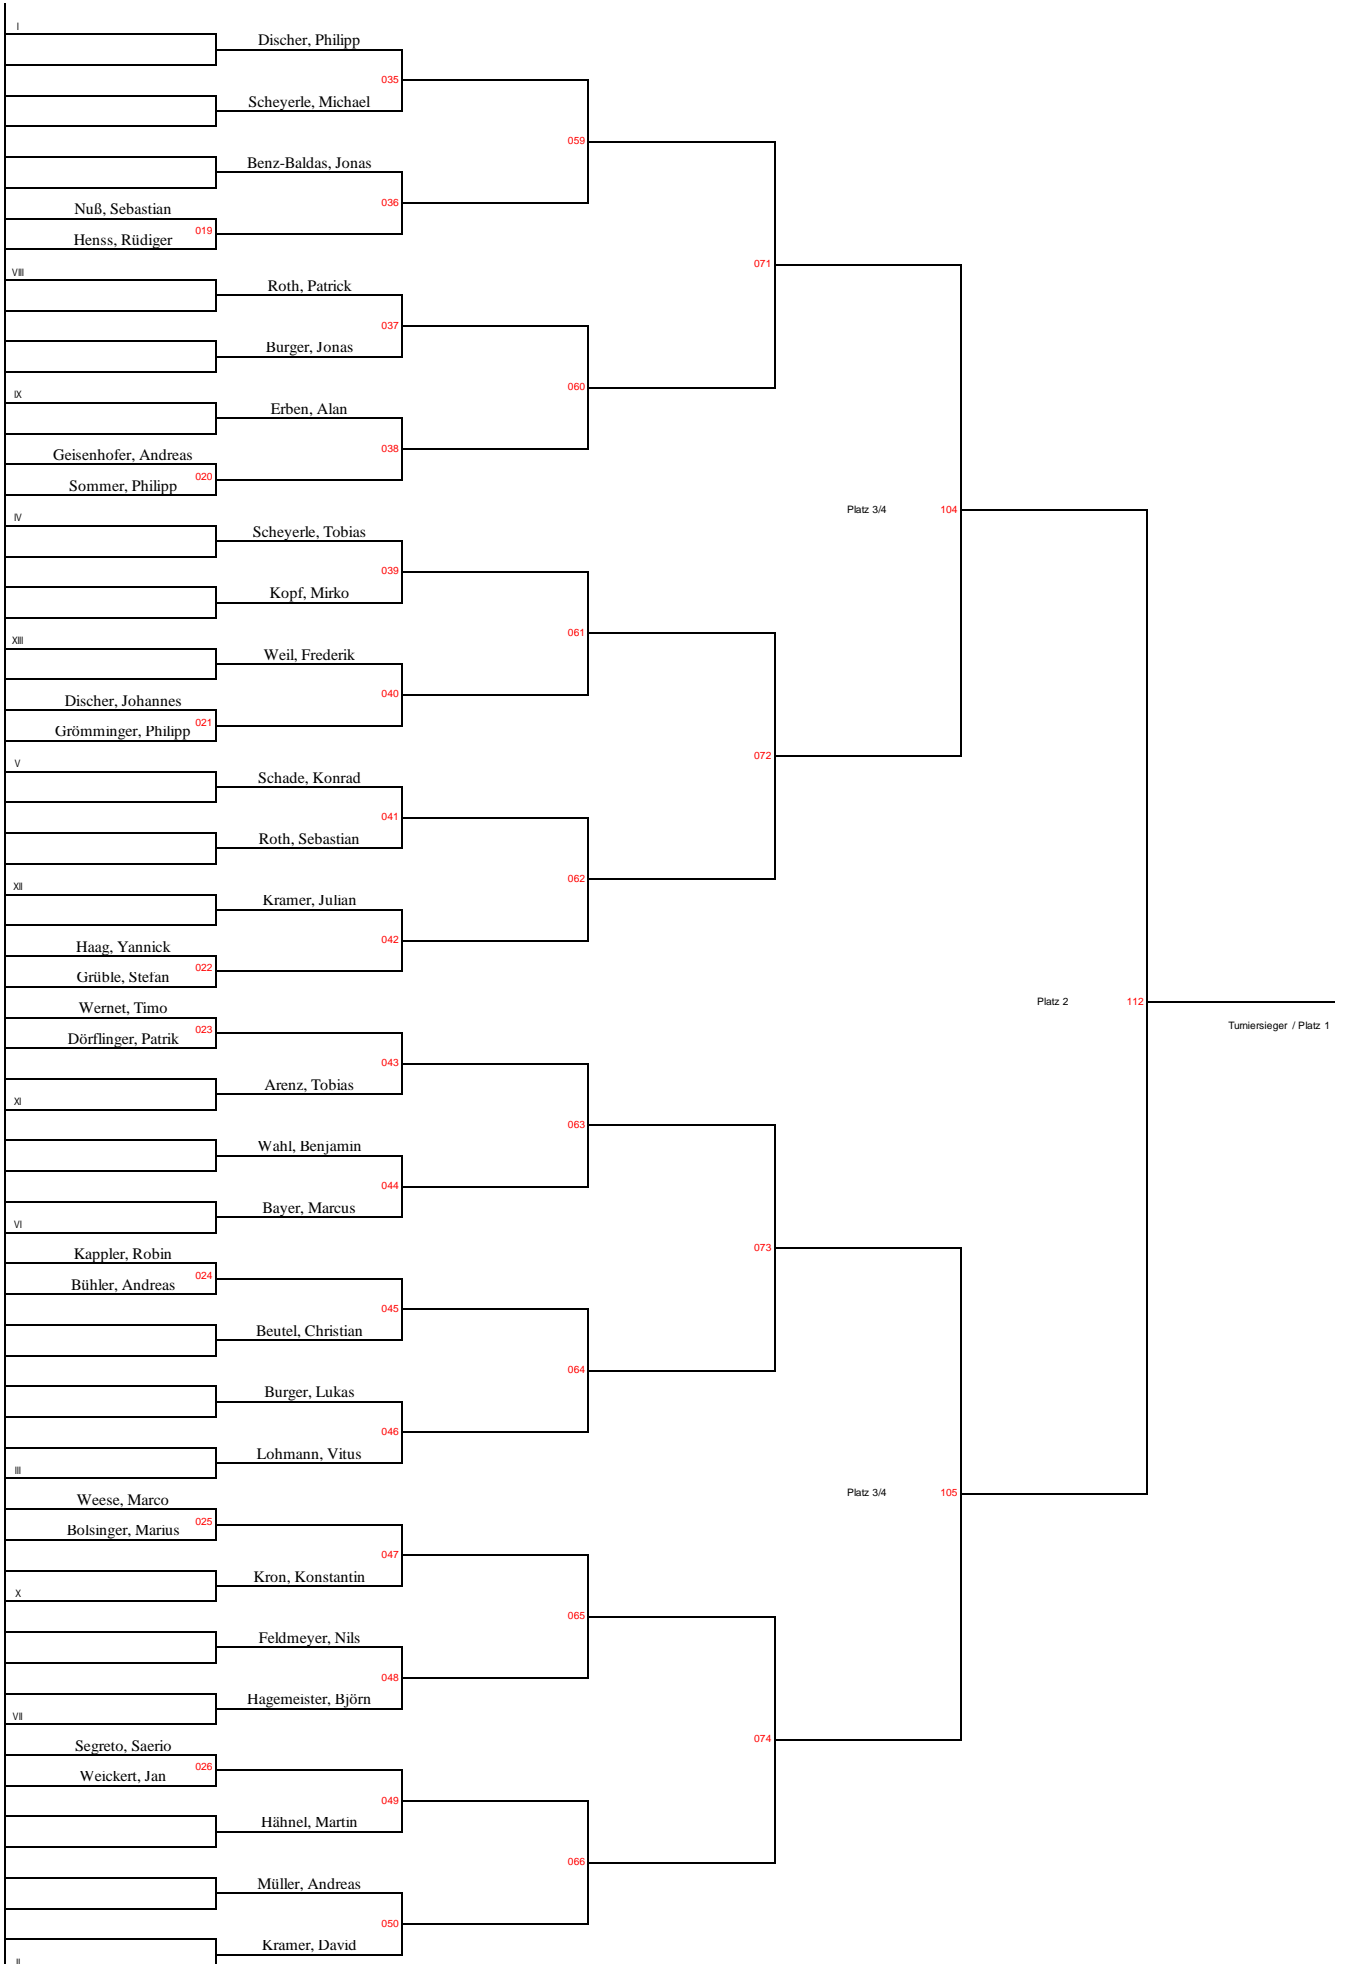 I
Discher, Philipp
035
Scheyerle, Michael
059
Benz-Baldas, Jonas
036
Nuß, Sebastian
019
Henss, Rüdiger
071
VIII
Roth, Patrick
037
Burger, Jonas
060
IX
Erben, Alan
038
Geisenhofer, Andreas
020
Sommer, Philipp
Platz 3/4 104
IV
Scheyerle, Tobias
039
Kopf, Mirko
061
XIII
Weil, Frederik
040
Discher, Johannes
021
Grömminger, Philipp
072
V
Schade, Konrad
041
Roth, Sebastian
062
XII
Kramer, Julian
042
Haag, Yannick
022
Grüble, Stefan
Platz 2 112
Wernet, Timo
Turniersieger / Platz 1
023
Dörflinger, Patrik
043
Arenz, Tobias
XI
063
Wahl, Benjamin
044
Bayer, Marcus
VI
073
Kappler, Robin
024
Bühler, Andreas
045
Beutel, Christian
064
Burger, Lukas
046
Lohmann, Vitus
III
Platz 3/4 105
Weese, Marco
025
Bolsinger, Marius
047
Kron, Konstantin
X
065
Feldmeyer, Nils
048
Hagemeister, Björn
VII
074
Segreto, Saerio
026
Weickert, Jan
049
Hähnel, Martin
066
Müller, Andreas
050
Kramer, David
II